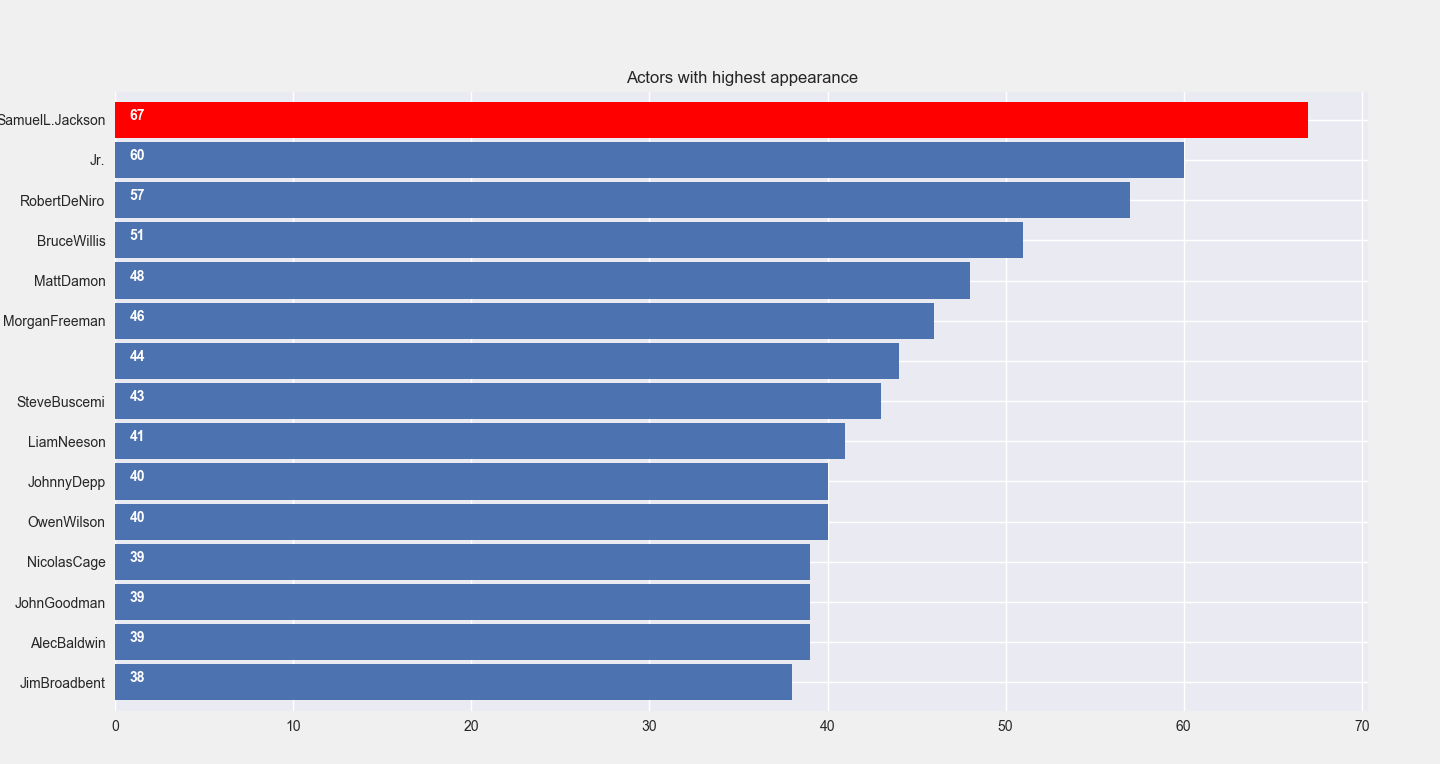 Actors with highest appearance
SamuelL.Jackson 67
Jr. 60
RobertDeNiro 57
BruceWillis 51
MattDamon 48
MorganFreeman 46
44
SteveBuscemi 43
LiamNeeson 41
JohnnyDepp 40
OwenWilson 40
NicolasCage 39
JohnGoodman 39
AlecBaldwin 39
JimBroadbent 38
0 10 20 30 40 50 60 70